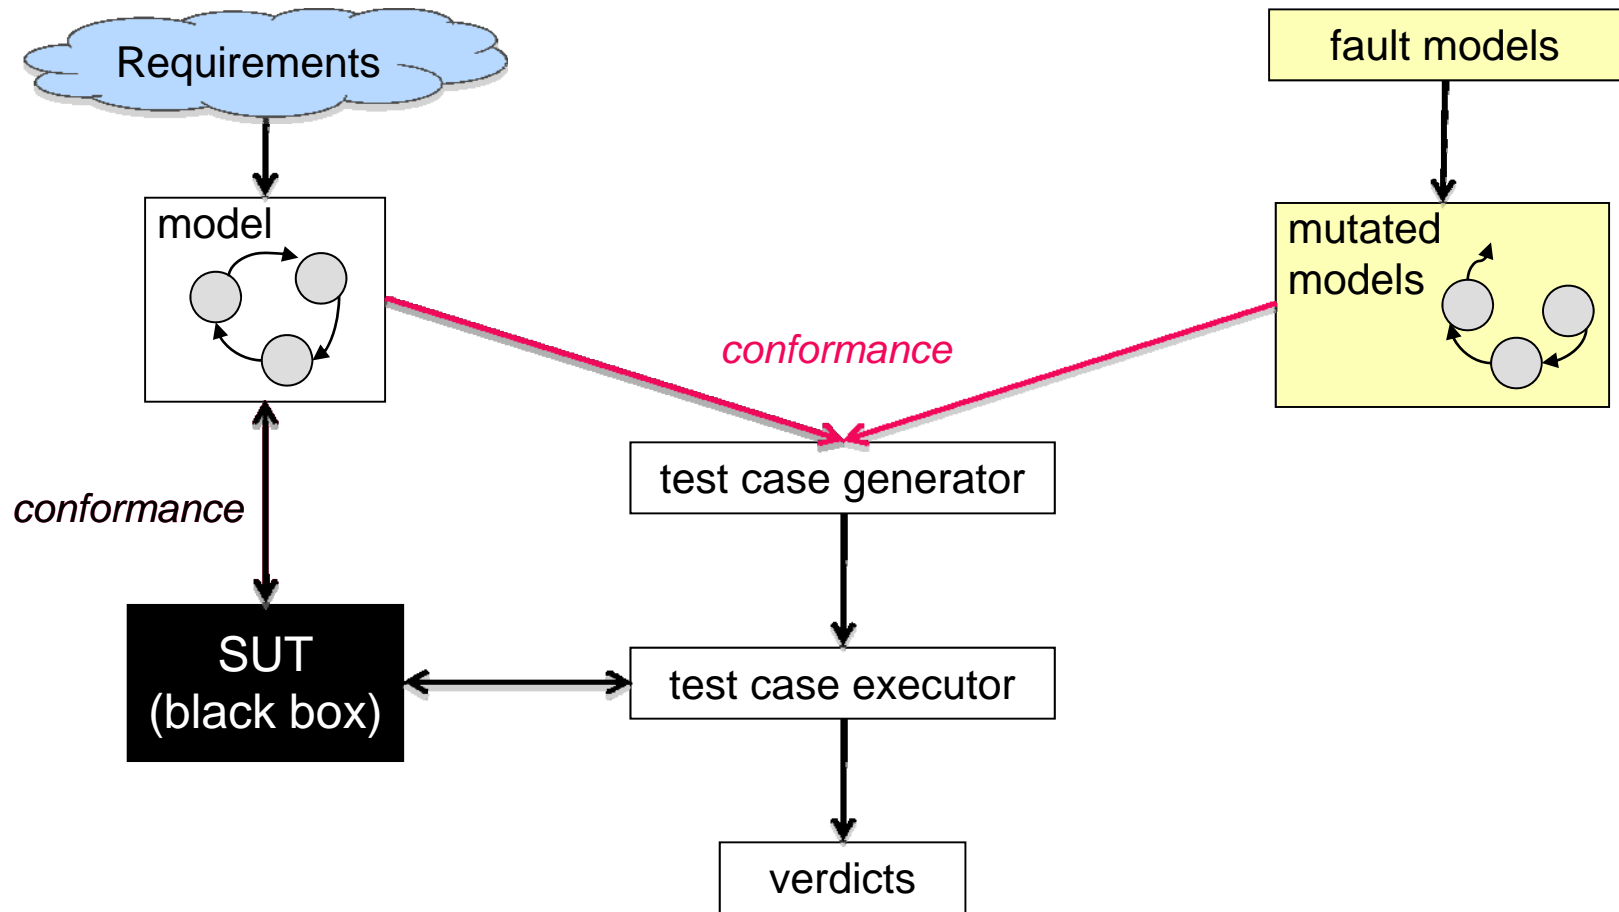 Requirements
fault models
model
mutated
models
conformance
test case generator
conformance
SUT
(black box)
test case executor
verdicts